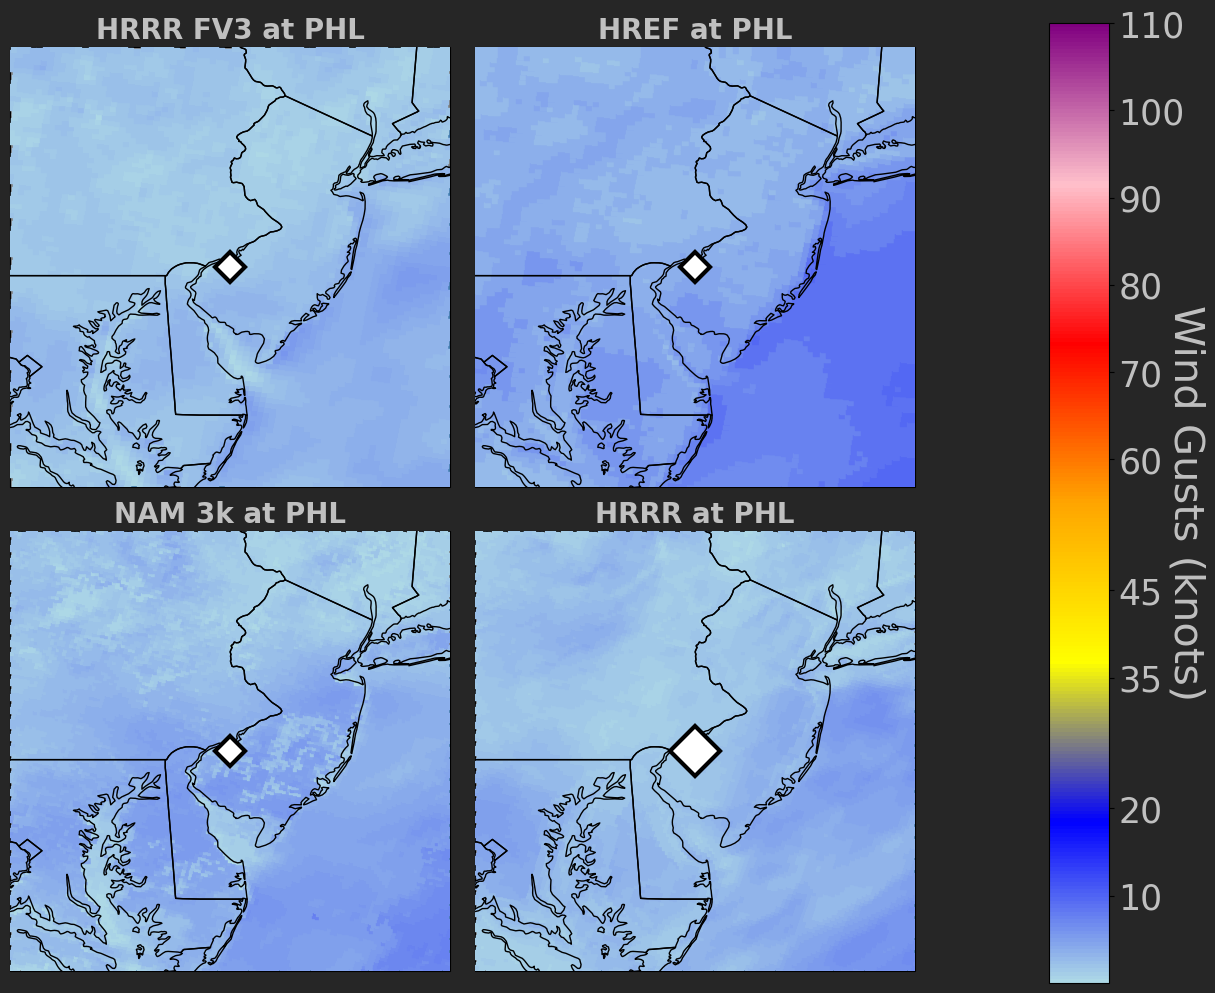 HRRR FV3 at PHL
HREF at PHL
NAM 3k at PHL
HRRR at PHL
110
100
90
80
70
60
45
35
20
10
Wind Gusts (knots)